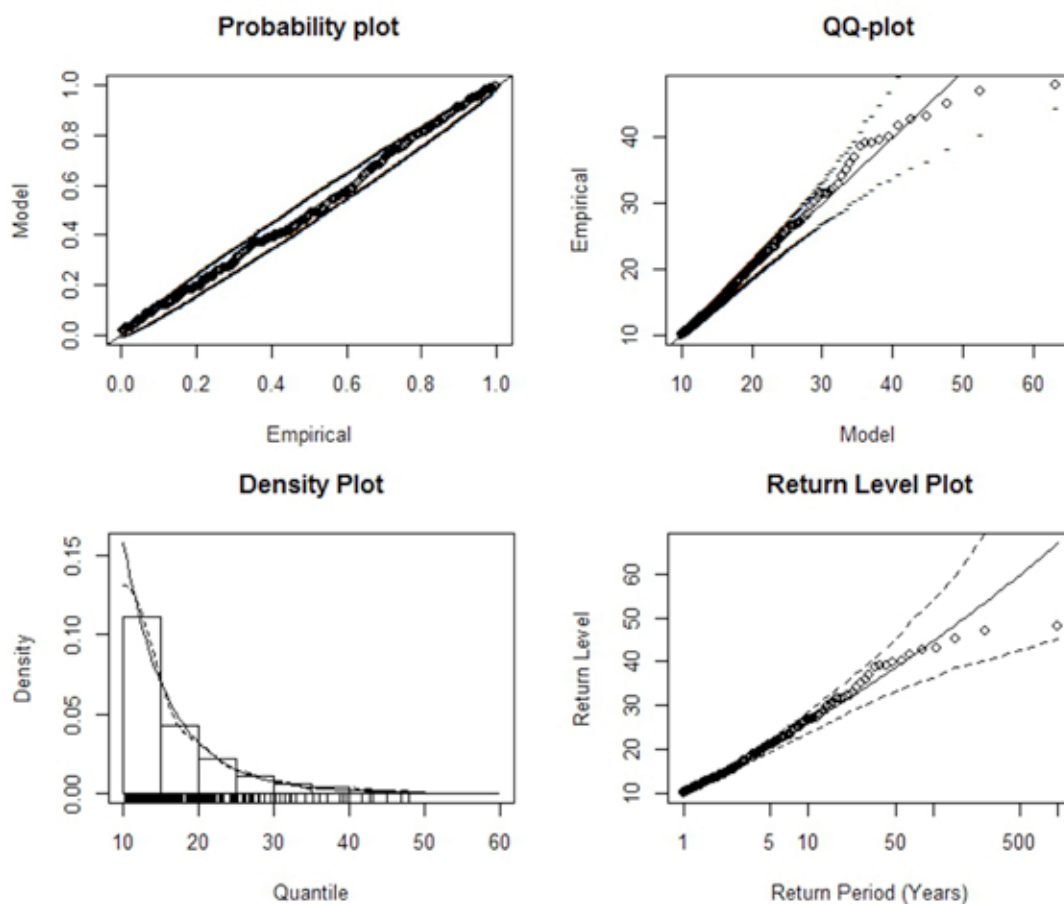 Probability plot
Model
0.0 0.2 0.4 0.6 0.8 1.0
0.0 0.2 0.4 0.6 0.8 1.0
Empirical
QQ-plot
Empirical
10 20 30 40
10 20 30 40 50 60
Model
Density Plot
Density
0.00 0.05 0.10 0.15
10 20 30 40 50 60
Quantile
Return Level Plot
Return Level
10 20 30 40 50 60
1 5 10 50 500
Return Period (Years)